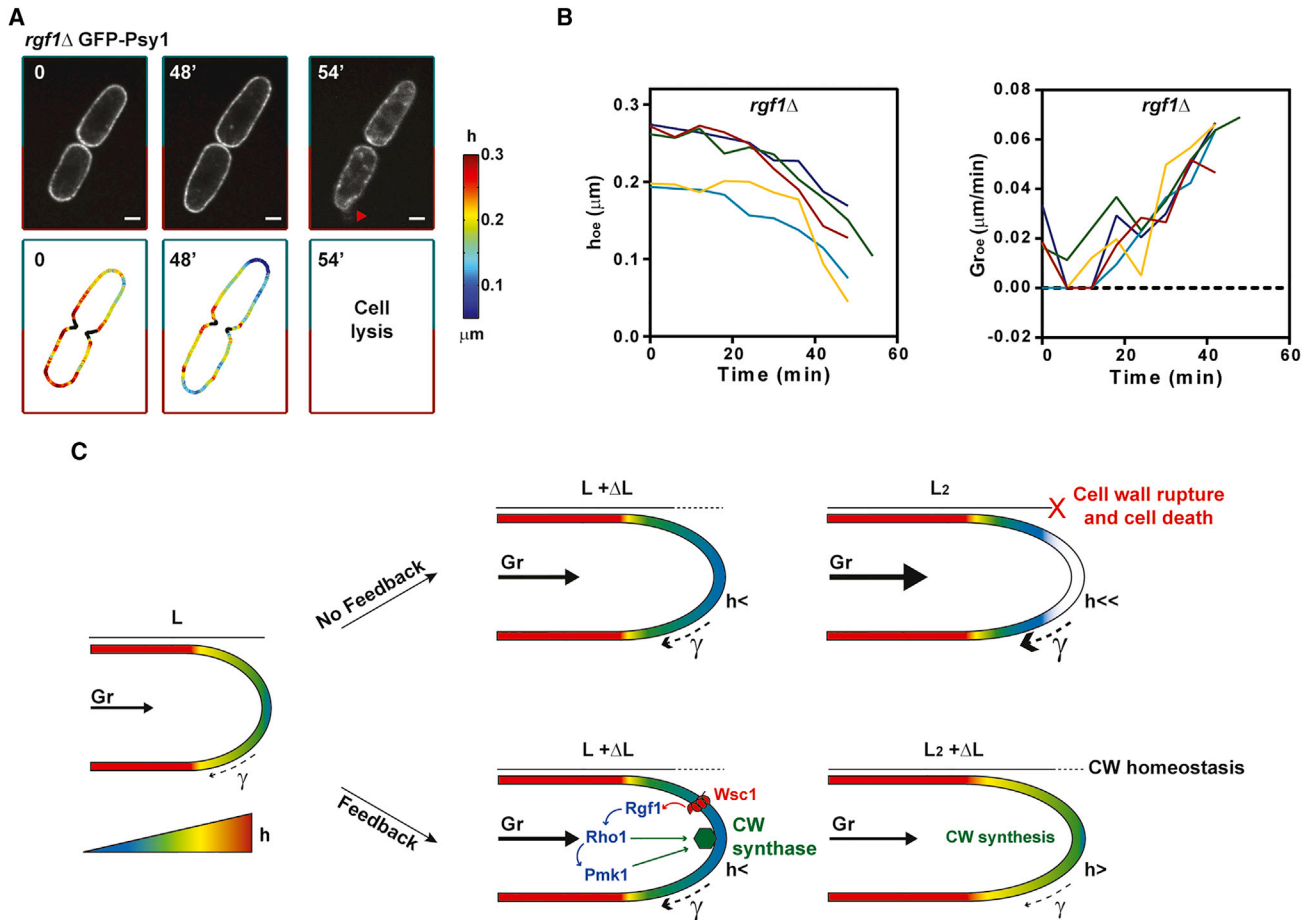 A
rgf1Δ GFP-Psy1
0
48'
54'
h
0.3
0.2
0.1
μm
0
48'
54'
Cell
lysis
B
rgf1Δ
0.3
0.2
0.1
0.0
hoe (μm)
0
20
40
60
Time (min)
rgf1Δ
0.08
0.06
0.04
0.02
0.00
-0.02
Groe (μm/min)
0
20
40
60
Time (min)
C
L
Gr
γ
h
No Feedback
L +ΔL
Gr
h<
γ
L2
Cell wall rupture
and cell death
Gr
h<<
γ
Feedback
L +ΔL
Wsc1
Rgf1
Gr
Rho1
CW
synthase
Pmk1
h<
γ
L2 +ΔL
CW homeostasis
Gr
CW synthesis
h>
γ